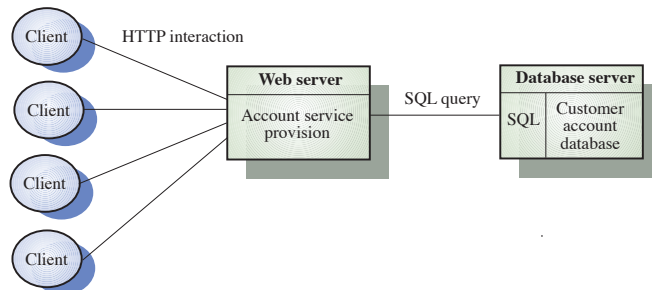 Client
HTTP interaction
Client
Client
Client
Web server
Account service
provision
SQL query
Database server
SQL
Customer
account
database